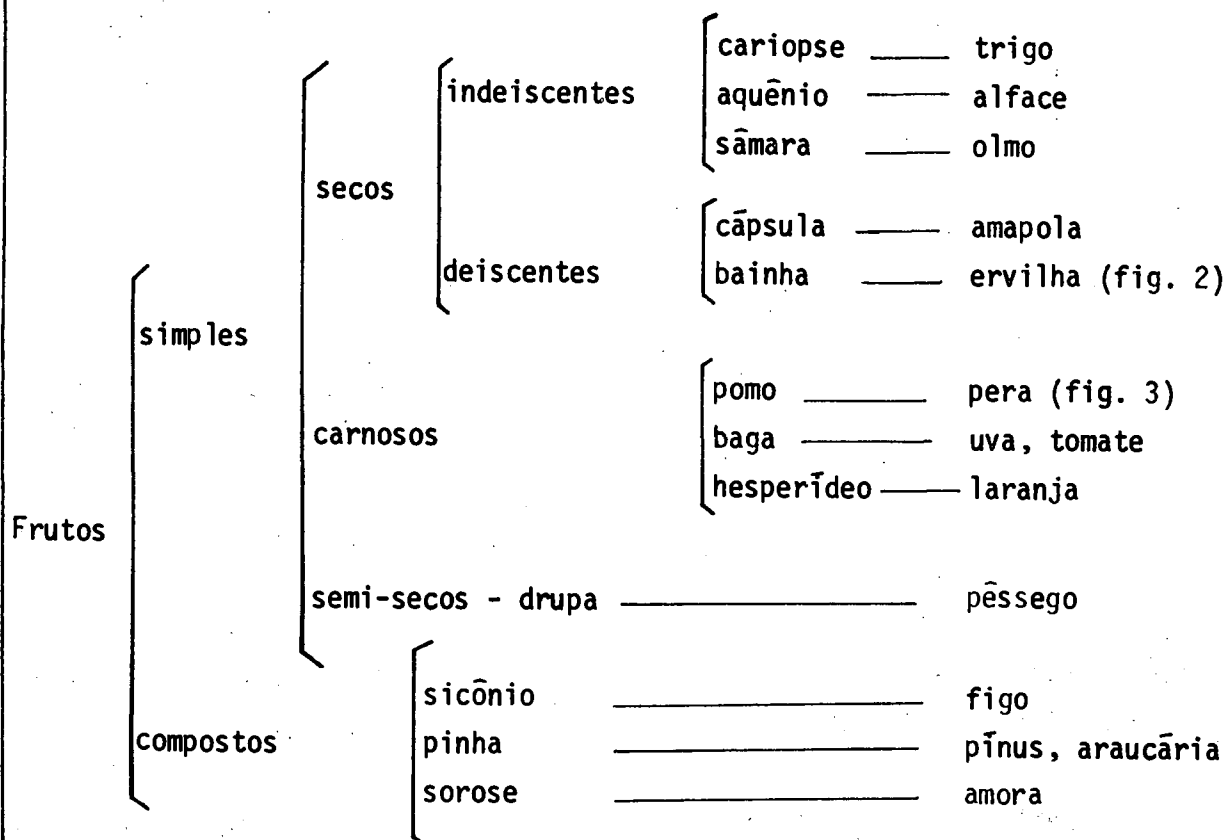 cariopse ——— trigo
indeiscentes aquênio ——— alface
sâmara ——— olmo
secos
cápsula ——— amapola
deiscentes bainha ——— ervilha (fig. 2)
simples
pomo ——— pera (fig. 3)
carnosos baga ——— uva, tomate
hesperídeo ——— laranja
Frutos
semi-secos - drupa ——— pêssego
sicônio ——— figo
compostos pinha ——— pínus, araucária
sorose ——— amora